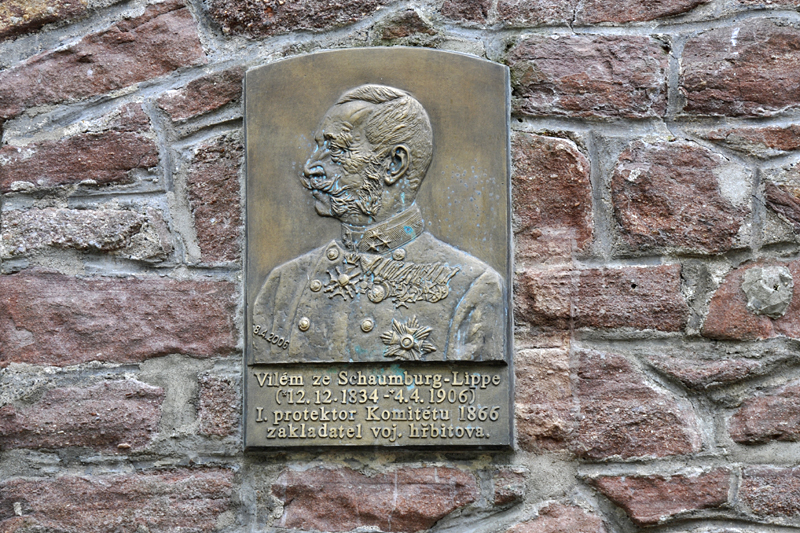 8.4.2006
Vilém ze Schaumburg-Lippe
(*12.12.1834 - 4.4.1906)
I. protektor Komitétu 1866
zakladatel voj. hřbitova.